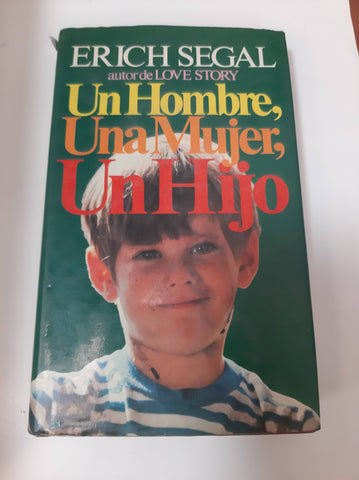 ERICH SEGAL
autor de LOVE STORY
Un Hombre,
Una Mujer,
Un Hijo